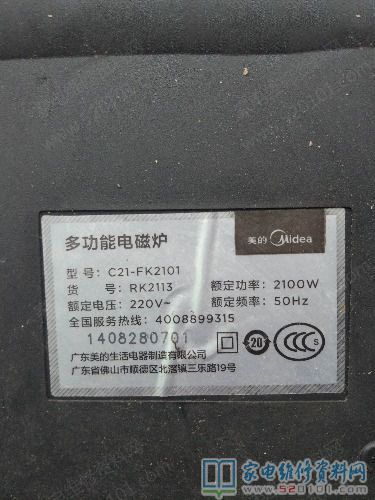 美的 Midea
多功能电磁炉
型 号: C21-FK2101
货 号: RK2113 额定功率: 2100W
额定电压: 220V~ 额定频率: 50Hz
全国服务热线: 4008899315
1408280701
20
CCC S
广东美的生活电器制造有限公司
广东省佛山市顺德区北滘镇三乐路19号
家电维修资料网
www.520101.com